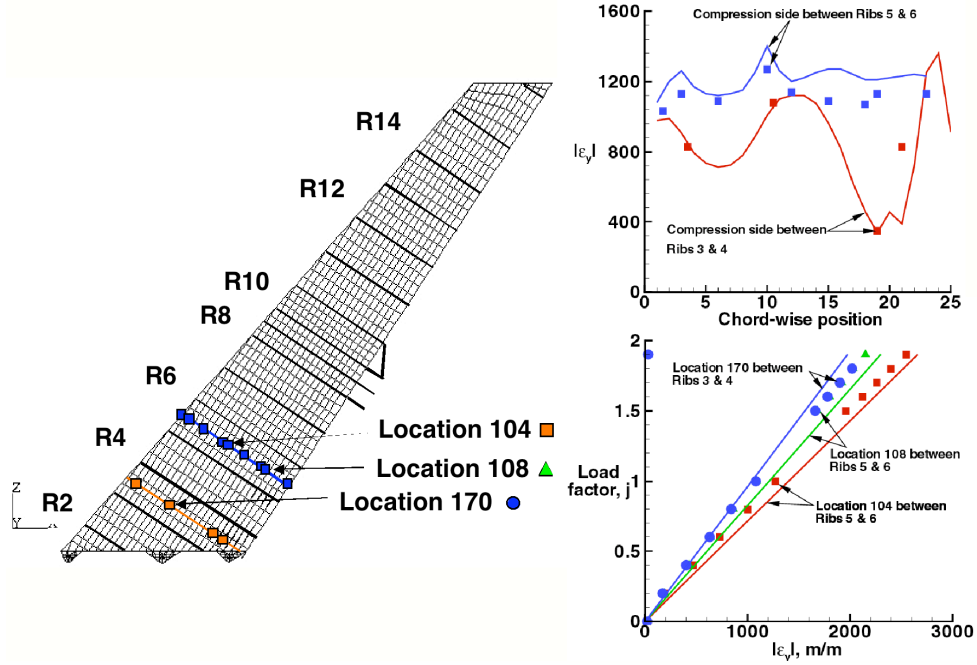 R14
R12
R10
R8
R6
R4
R2
Z
Y
Location 104
Location 108
Location 170
Compression side between Ribs 5 & 6
1600
1200
800
400
0
|εy|
Compression side between
Ribs 3 & 4
0 5 10 15 20 25
Chord-wise position
2
1.5
1
0.5
0
Load
factor, j
Location 170 between
Ribs 3 & 4
Location 108 between
Ribs 5 & 6
Location 104 between
Ribs 5 & 6
0 1000 2000 3000
|εy|, m/m